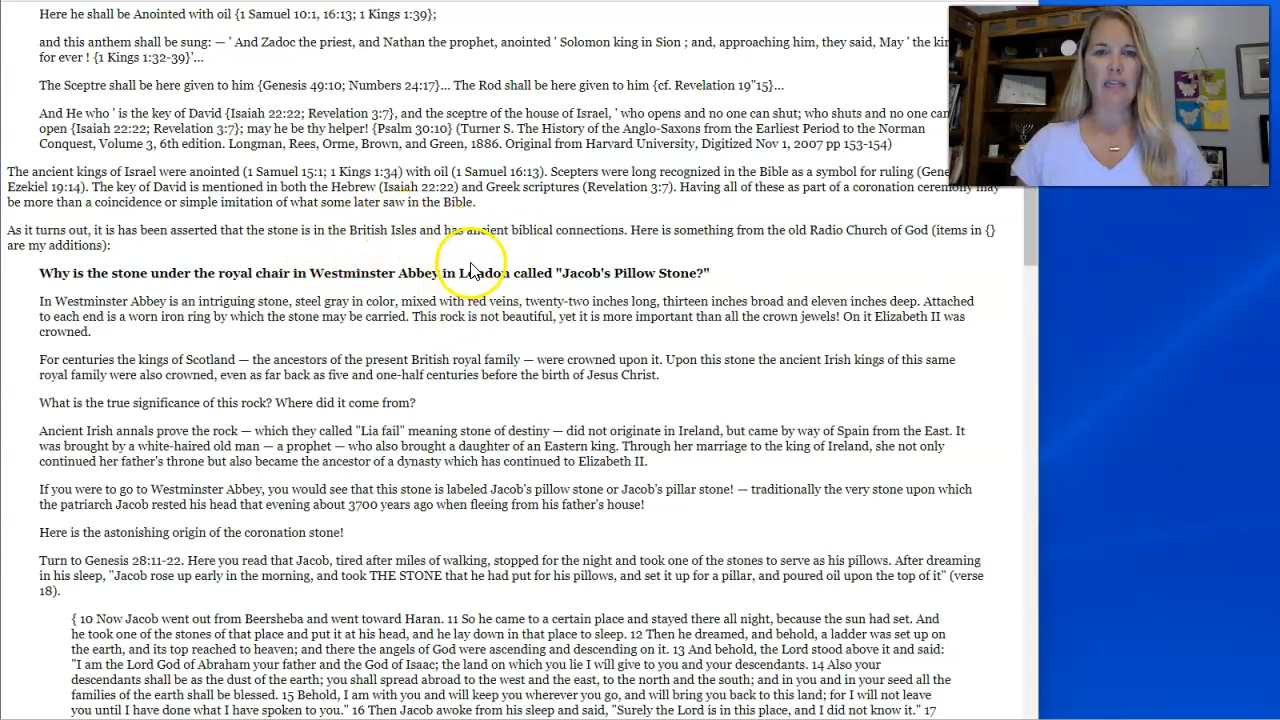 Here he shall be Anointed with oil {1 Samuel 10:1, 16:13; 1 Kings 1:39};
and this anthem shall be sung: — ' And Zadoc the priest, and Nathan the prophet, anointed ' Solomon king in Sion ; and, approaching him, they said, May ' the
for ever ! {1 Kings 1:32-39}'...
The Sceptre shall be here given to him {Genesis 49:10; Numbers 24:17}... The Rod shall be here given to him {cf. Revelation 19"15}...
And He who ' is the key of David {Isaiah 22:22; Revelation 3:7}, and the sceptre of the house of Israel, ' who opens and no one can shut; who shuts and no one can
open {Isaiah 22:22; Revelation 3:7}; may he be thy helper! {Psalm 30:10} (Turner S. The History of the Anglo-Saxons from the Earliest Period to the Norman
Conquest, Volume 3, 6th edition. Longman, Rees, Orme, Brown, and Green, 1886. Original from Harvard University, Digitized Nov 1, 2007 pp 153-154)
The ancient kings of Israel were anointed (1 Samuel 15:1; 1 Kings 1:34) with oil (1 Samuel 16:13). Scepters were long recognized in the Bible as a symbol for ruling
Ezekiel 19:14). The key of David is mentioned in both the Hebrew (Isaiah 22:22) and Greek scriptures (Revelation 3:7). Having all of these as part of a coronation ceremony may
be more than a coincidence or simple imitation of what some later saw in the Bible.
As it turns out, it is has been asserted that the stone is in the British Isles and has ancient biblical connections. Here is something from the old Radio Church of God (items in {}
are my additions):
Why is the stone under the royal chair in Westminster Abbey in London called "Jacob's Pillow Stone?"
In Westminster Abbey is an intriguing stone, steel gray in color, mixed with red veins, twenty-two inches long, thirteen inches broad and eleven inches deep. Attached
to each end is a worn iron ring by which the stone may be carried. This rock is not beautiful, yet it is more important than all the crown jewels! On it Elizabeth II was
crowned.
For centuries the kings of Scotland — the ancestors of the present British royal family — were crowned upon it. Upon this stone the ancient Irish kings of this same
royal family were also crowned, even as far back as five and one-half centuries before the birth of Jesus Christ.
What is the true significance of this rock? Where did it come from?
Ancient Irish annals prove the rock — which they called "Lia fail" meaning stone of destiny — did not originate in Ireland, but came by way of Spain from the East. It
was brought by a white-haired old man — a prophet — who also brought a daughter of an Eastern king. Through her marriage to the king of Ireland, she not only
continued her father's throne but also became the ancestor of a dynasty which has continued to Elizabeth II.
If you were to go to Westminster Abbey, you would see that this stone is labeled Jacob's pillow stone or Jacob's pillar stone! — traditionally the very stone upon which
the patriarch Jacob rested his head that evening about 3700 years ago when fleeing from his father's house!
Here is the astonishing origin of the coronation stone!
Turn to Genesis 28:11-22. Here you read that Jacob, tired after miles of walking, stopped for the night and took one of the stones to serve as his pillows. After dreaming
in his sleep, "Jacob rose up early in the morning, and took THE STONE that he had put for his pillows, and set it up for a pillar, and poured oil upon the top of it" (verse
18).
{ 10 Now Jacob went out from Beersheba and went toward Haran. 11 So he came to a certain place and stayed there all night, because the sun had set. And
he took one of the stones of that place and put it at his head, and he lay down in that place to sleep. 12 Then he dreamed, and behold, a ladder was set up on
the earth, and its top reached to heaven; and there the angels of God were ascending and descending on it. 13 And behold, the Lord stood above it and said:
"I am the Lord God of Abraham your father and the God of Isaac; the land on which you lie I will give to you and your descendants. 14 Also your
descendants shall be as the dust of the earth; you shall spread abroad to the west and the east, to the north and the south; and in you and in your seed all the
families of the earth shall be blessed. 15 Behold, I am with you and will keep you wherever you go, and will bring you back to this land; for I will not leave
you until I have done what I have spoken to you." 16 Then Jacob awoke from his sleep and said, "Surely the Lord is in this place, and I did not know it." 17